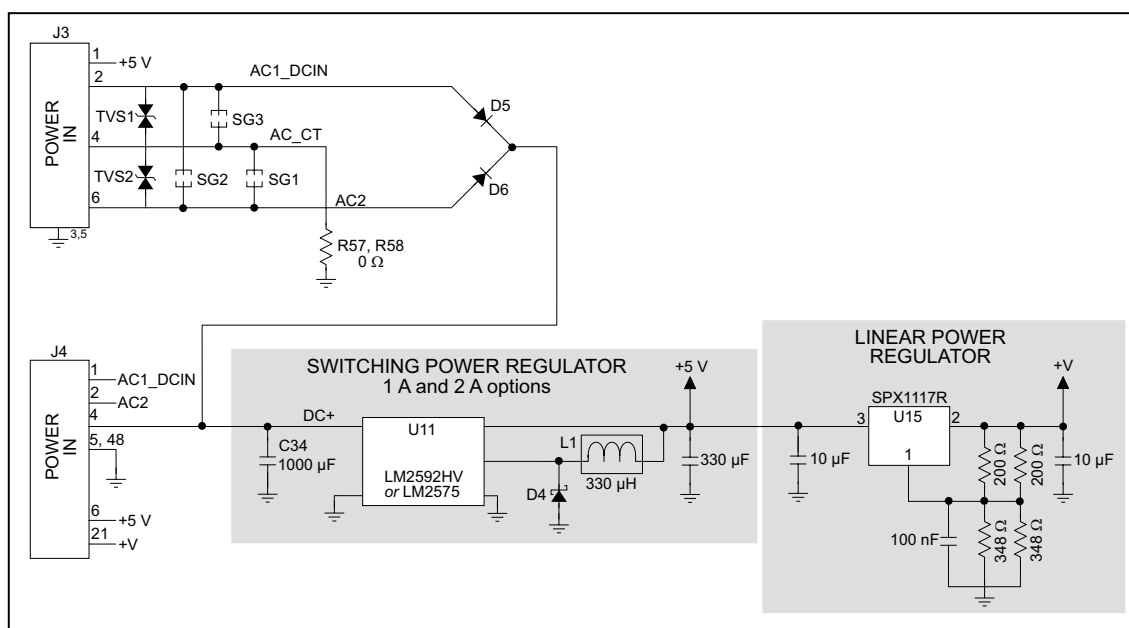 J3
POWER IN
1
+5 V
2
AC1_DCIN
TVS1
SG3
D5
4
AC_CT
TVS2
SG2
SG1
D6
6
AC2
3,5
R57, R58
0 Ω
J4
POWER IN
1
AC1_DCIN
2
AC2
4
5, 48
6
+5 V
21
+V
SWITCHING POWER REGULATOR
1 A and 2 A options
+5 V
DC+
U11
C34
1000 µF
LM2592HV
or LM2575
L1
330 µH
D4
330 µF
LINEAR POWER
REGULATOR
+V
SPX1117R
3
U15
2
1
10 µF
200 Ω
200 Ω
10 µF
100 nF
348 Ω
348 Ω